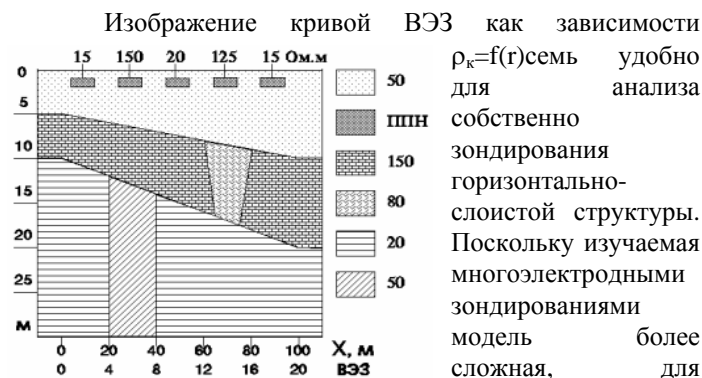 Изображение кривой ВЭЗ как зависимости
ρк=f(r)семь удобно
для анализа
собственно
зондирования
горизонтально-
слоистой структуры.
Поскольку изучаемая
многоэлектродными
зондированиями
модель более
сложная, для
15 150 20 125 15 Ом.м
0
5
10
15
20
25
м
0 20 40 60 80 100 X, м
0 4 8 12 16 20 ВЭЗ
50
ППН
150
80
20
50